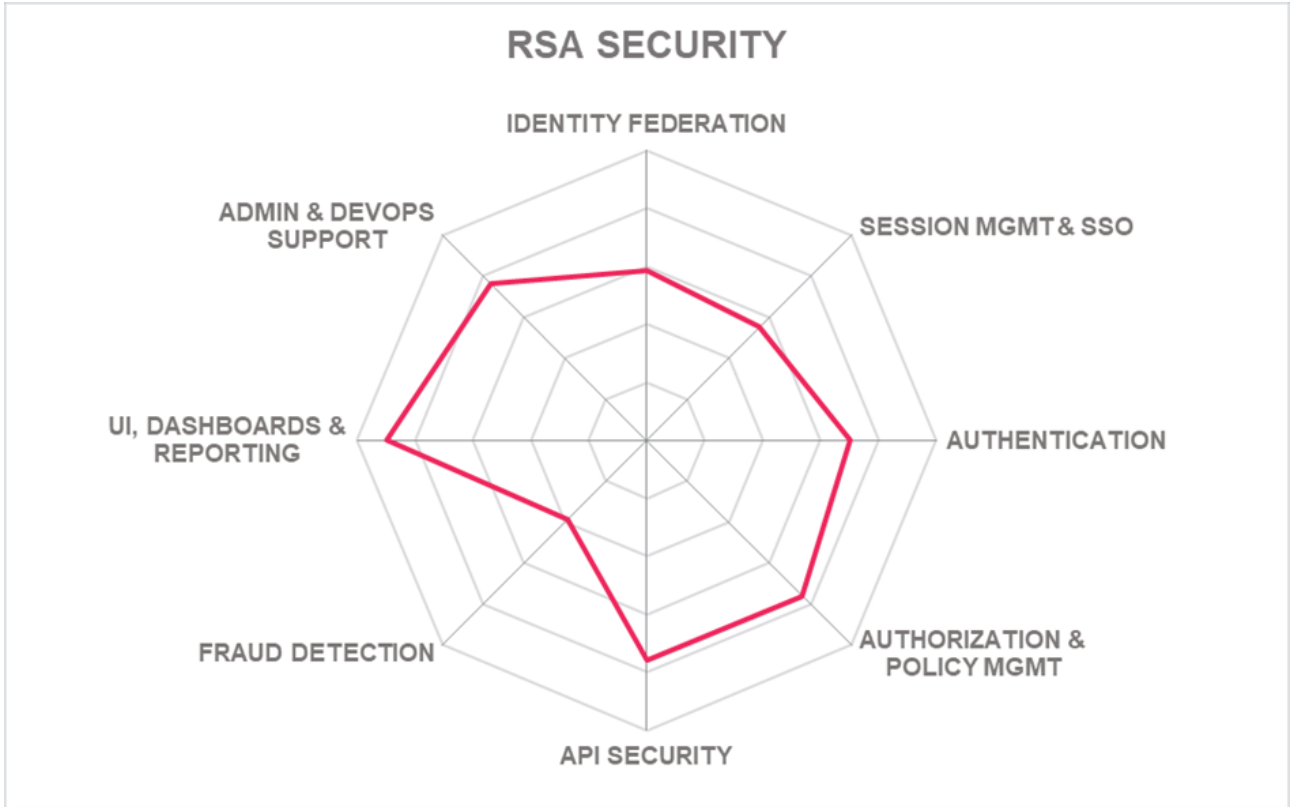 RSA SECURITY
IDENTITY FEDERATION
ADMIN & DEVOPS
SUPPORT
SESSION MGMT & SSO
UI, DASHBOARDS &
REPORTING
AUTHENTICATION
FRAUD DETECTION
AUTHORIZATION &
POLICY MGMT
API SECURITY